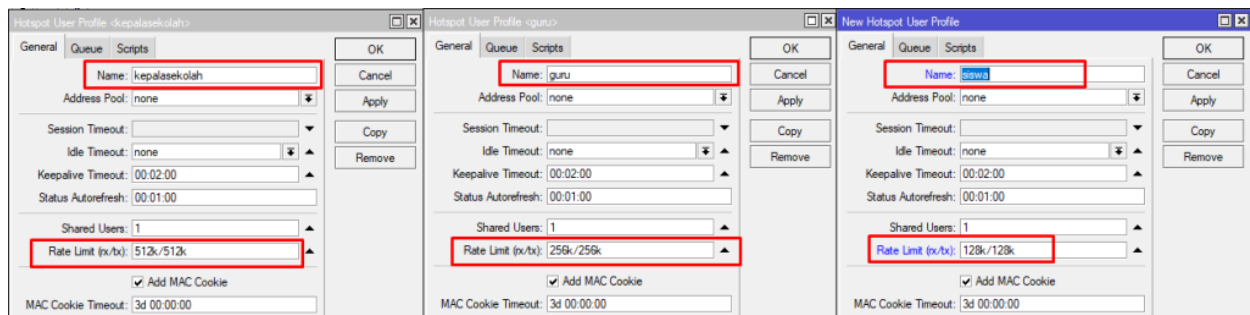 Hotspot User Profile <kepalasekolah>
General Queue Scripts
OK
Name: kepalasekolah
Cancel
Address Pool: none
Apply
Session Timeout:
Copy
Idle Timeout: none
Remove
Keepalive Timeout: 00:02:00
Status Autorefresh: 00:01:00
Shared Users: 1
Rate Limit (rx/tx): 512k/512k
Add MAC Cookie
MAC Cookie Timeout: 3d 00:00:00
Hotspot User Profile <guru>
General Queue Scripts
OK
Name: guru
Cancel
Address Pool: none
Apply
Session Timeout:
Copy
Idle Timeout: none
Remove
Keepalive Timeout: 00:02:00
Status Autorefresh: 00:01:00
Shared Users: 1
Rate Limit (rx/tx): 256k/256k
Add MAC Cookie
MAC Cookie Timeout: 3d 00:00:00
New Hotspot User Profile
General Queue Scripts
OK
Name: siswa
Cancel
Address Pool: none
Apply
Session Timeout:
Copy
Idle Timeout: none
Remove
Keepalive Timeout: 00:02:00
Status Autorefresh: 00:01:00
Shared Users: 1
Rate Limit (rx/tx): 128k/128k
Add MAC Cookie
MAC Cookie Timeout: 3d 00:00:00